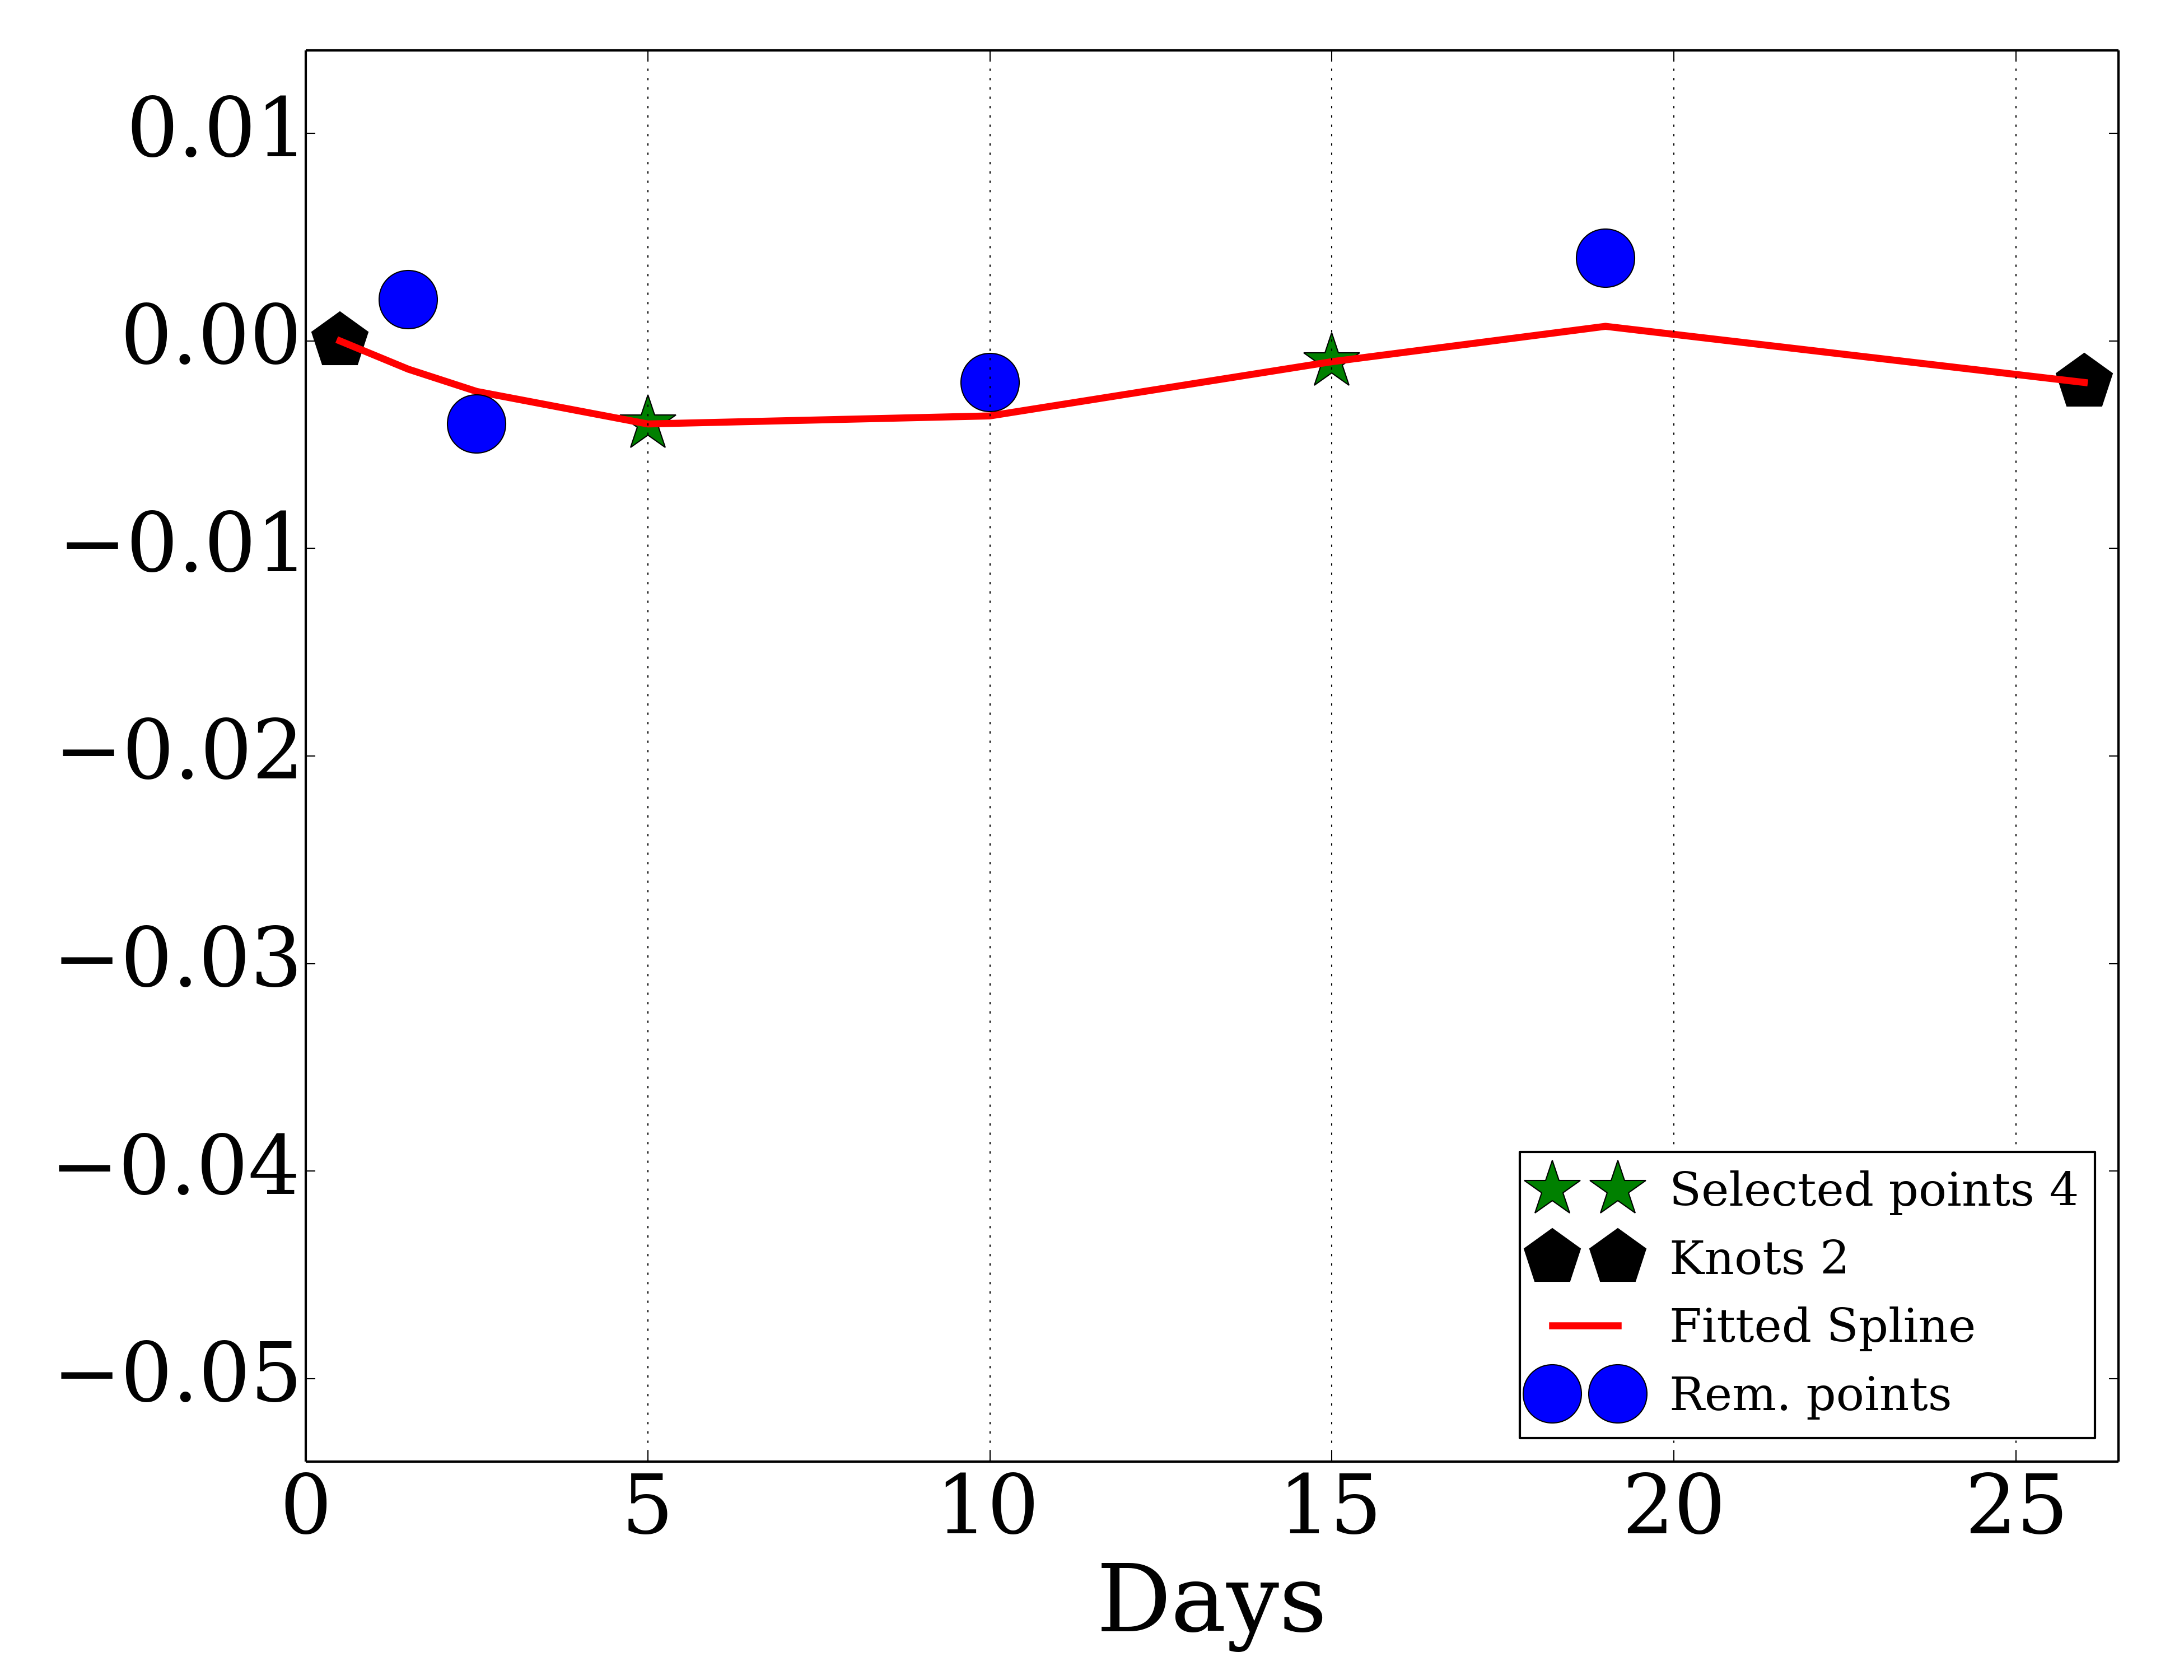 0.01
0.00
−0.01
−0.02
−0.03
−0.04
−0.05
Selected points 4
Knots 2
Fitted Spline
Rem. points
0 5 10 15 20 25
Days